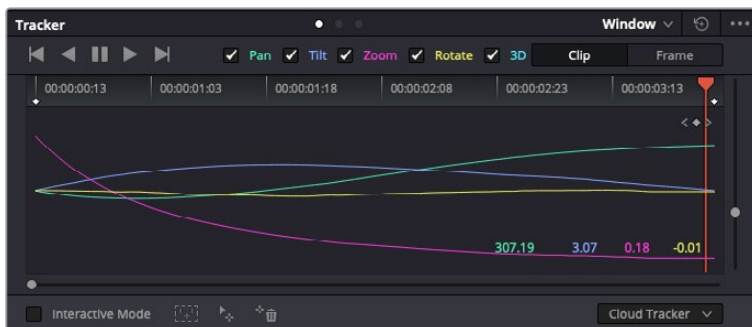 Tracker Window
Pan Tilt Zoom Rotate 3D Clip Frame
00:00:00:13 00:00:01:03 00:00:01:18 00:00:02:08 00:00:02:23 00:00:03:13
307.19 3.07 0.18 -0.01
Interactive Mode Cloud Tracker